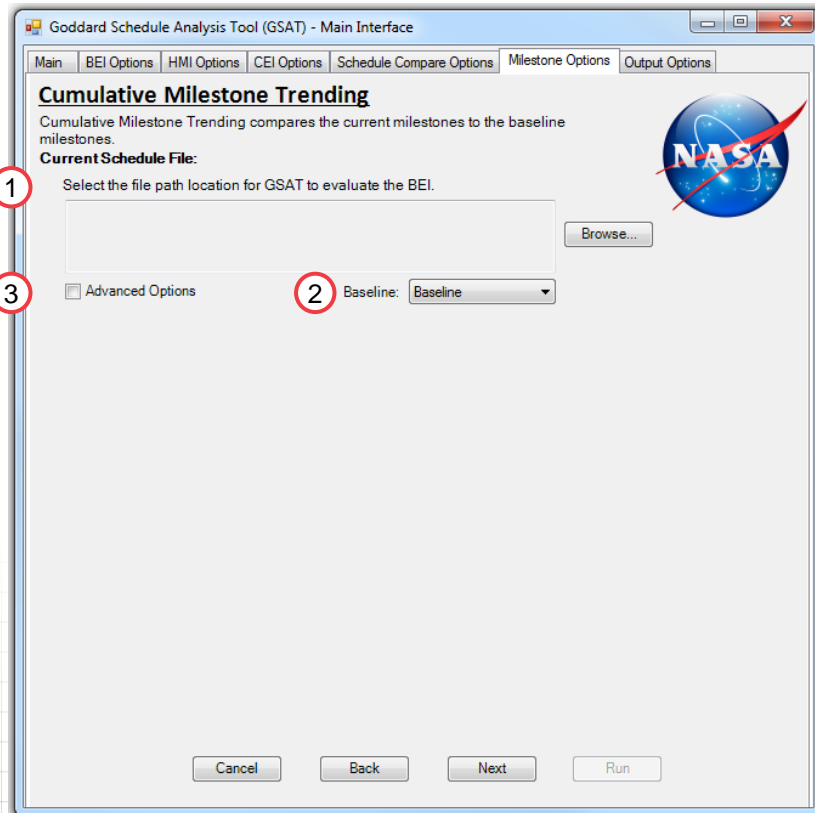 Goddard Schedule Analysis Tool (GSAT) - Main Interface
Main BEI Options HMI Options CEI Options Schedule Compare Options Milestone Options Output Options
Cumulative Milestone Trending
Cumulative Milestone Trending compares the current milestones to the baseline
milestones.
NASA
Current Schedule File:
1
Select the file path location for GSAT to evaluate the BEI.
Browse...
3 Advanced Options 2 Baseline: Baseline
Cancel Back Next Run